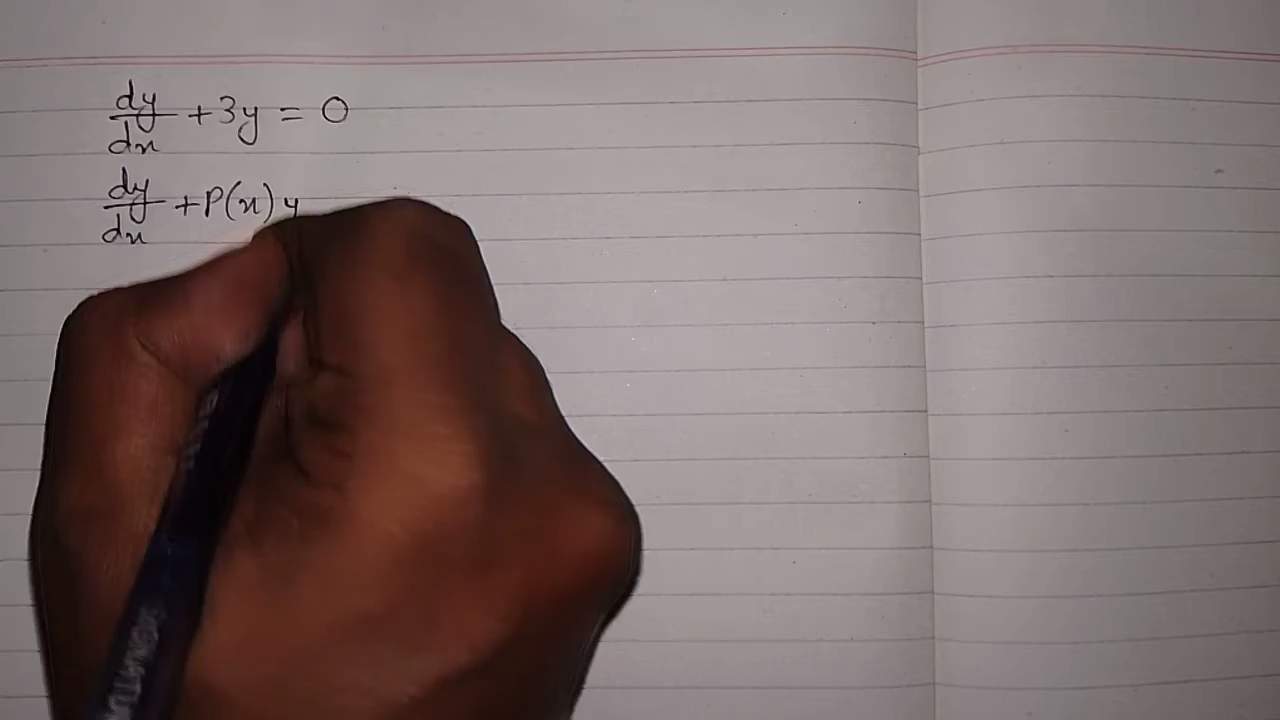 dy/dx + 3y = 0
dy/dx + P(x) y